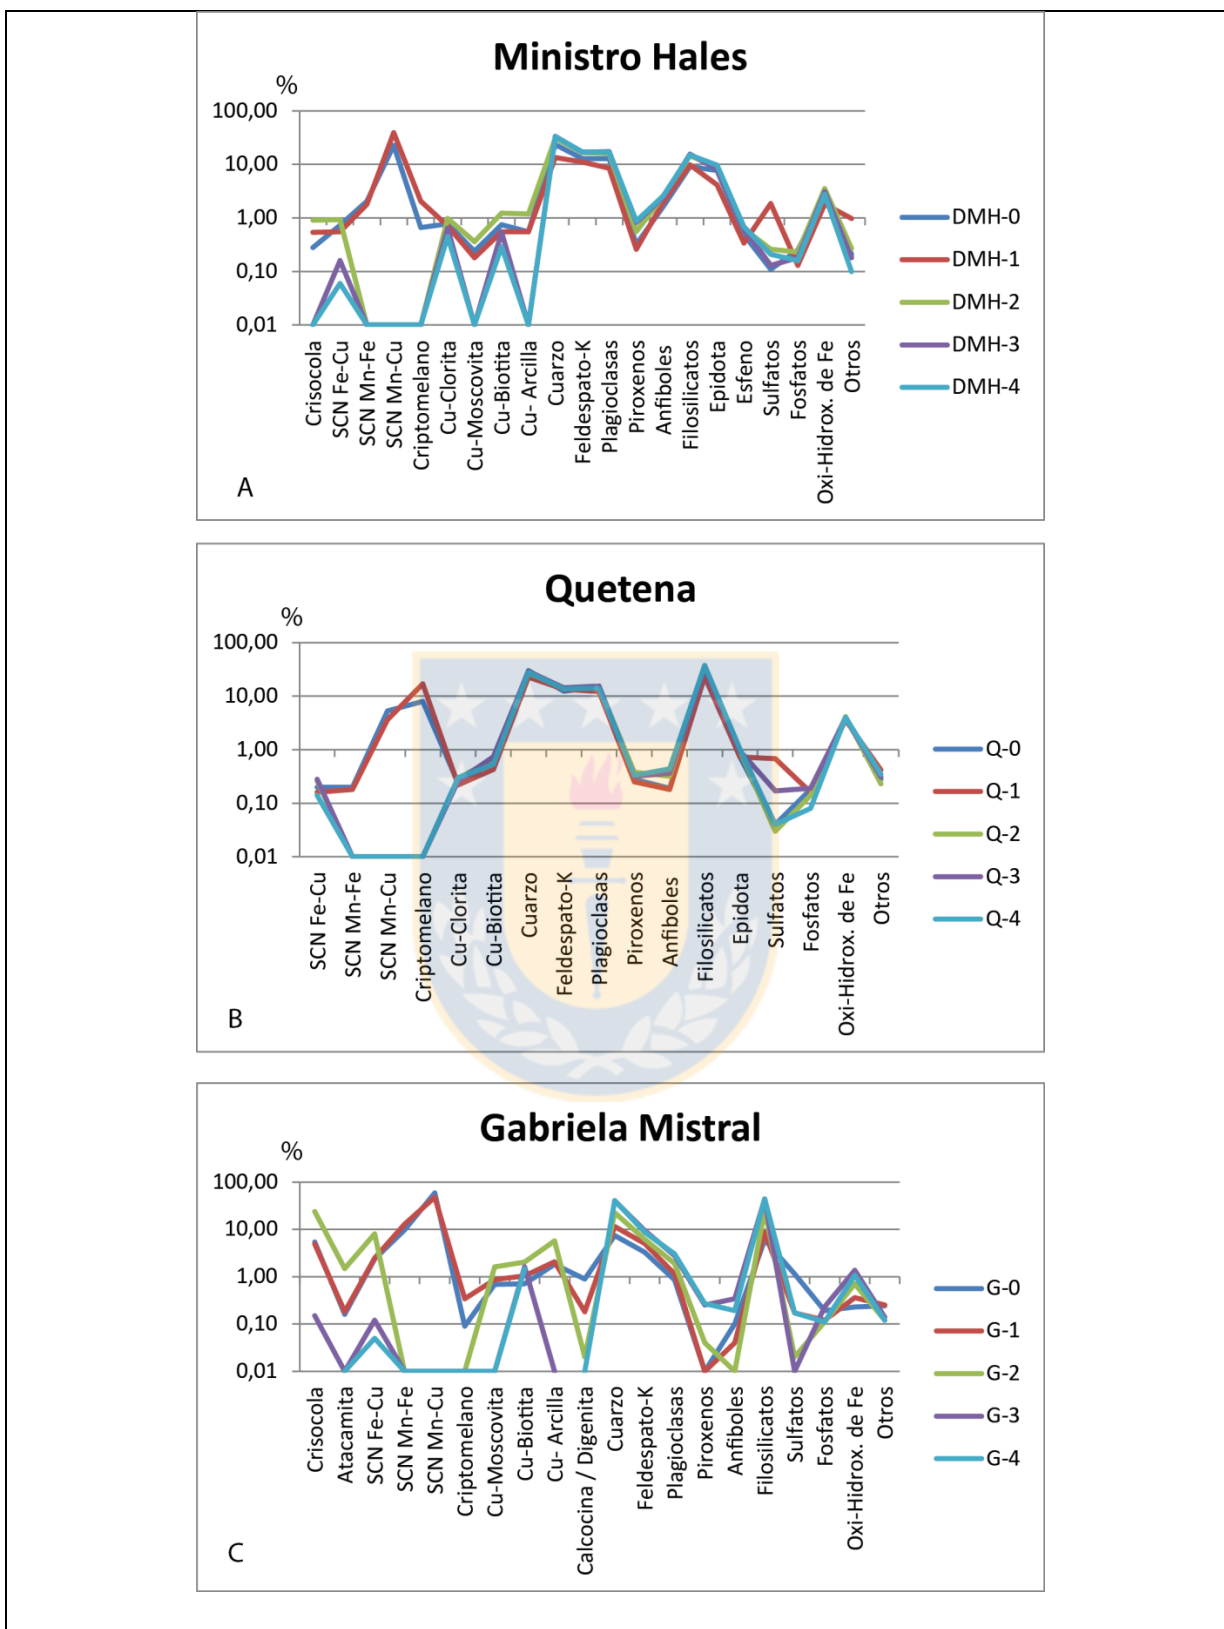 Ministro Hales
%
100,00
10,00
1,00
0,10
0,01
Crisocola
SCN Fe-Cu
SCN Mn-Fe
SCN Mn-Cu
Criptomelano
Cu-Clorita
Cu-Moscovita
Cu-Biotita
Cu- Arcilla
Cuarzo
Feldespato-K
Plagioclasas
Piroxenos
Anfiboles
Filosilicatos
Epidota
Esfeno
Sulfatos
Fosfatos
Oxi-Hidrox. de Fe
Otros
DMH-0
DMH-1
DMH-2
DMH-3
DMH-4
A
Quetena
%
100,00
10,00
1,00
0,10
0,01
SCN Fe-Cu
SCN Mn-Fe
SCN Mn-Cu
Criptomelano
Cu-Clorita
Cu-Biotita
Cuarzo
Feldespato-K
Plagioclasas
Piroxenos
Anfiboles
Filosilicatos
Epidota
Sulfatos
Fosfatos
Oxi-Hidrox. de Fe
Otros
Q-0
Q-1
Q-2
Q-3
Q-4
B
Gabriela Mistral
%
100,00
10,00
1,00
0,10
0,01
Crisocola
Atacamita
SCN Fe-Cu
SCN Mn-Fe
SCN Mn-Cu
Criptomelano
Cu-Moscovita
Cu-Biotita
Cu- Arcilla
Calcocina / Digenita
Cuarzo
Feldespato-K
Plagioclasas
Piroxenos
Anfiboles
Filosilicatos
Sulfatos
Fosfatos
Oxi-Hidrox. de Fe
Otros
G-0
G-1
G-2
G-3
G-4
C